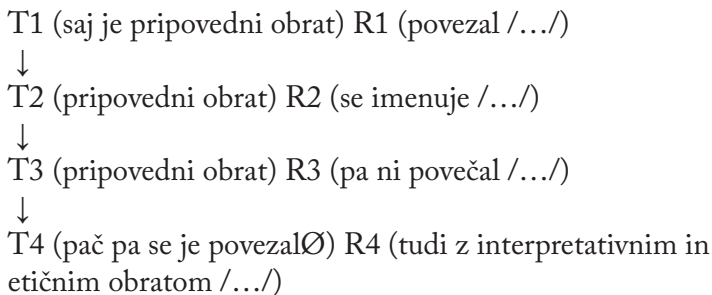 T1 (saj je pripovedni obrat) R1 (povezal /…/)
↓
T2 (pripovedni obrat) R2 (se imenuje /…/)
↓
T3 (pripovedni obrat) R3 (pa ni povečal /…/)
↓
T4 (pač pa se je povezalØ) R4 (tudi z interpretativnim in
etičnim obratom /…/)